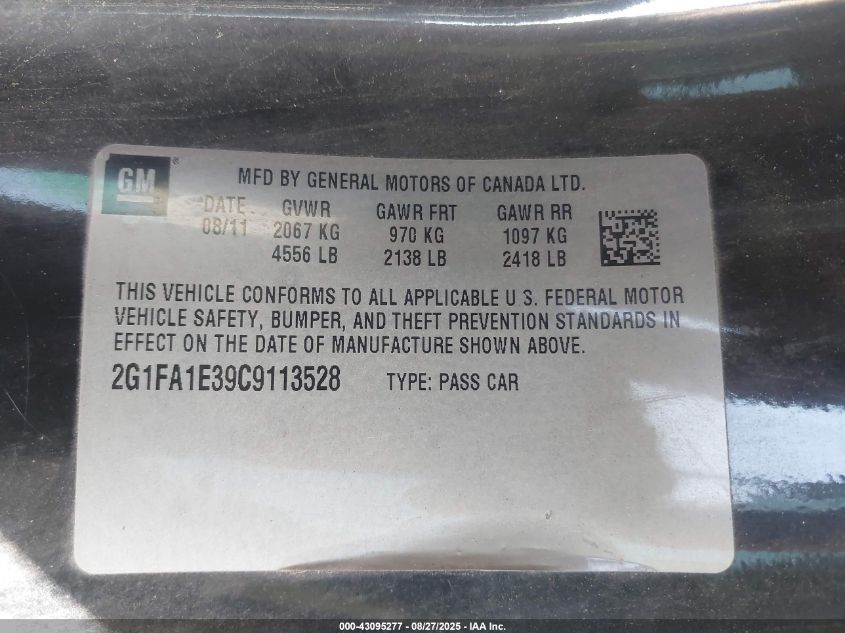 GM
MFD BY GENERAL MOTORS OF CANADA LTD.
DATE GVWR GAWR FRT GAWR RR
08/11 2067 KG 970 KG 1097 KG
4556 LB 2138 LB 2418 LB
THIS VEHICLE CONFORMS TO ALL APPLICABLE U S. FEDERAL MOTOR
VEHICLE SAFETY, BUMPER, AND THEFT PREVENTION STANDARDS IN
EFFECT ON THE DATE OF MANUFACTURE SHOWN ABOVE.
2G1FA1E39C9113528 TYPE: PASS CAR
000-43095277 - 08/27/2025 - IAA Inc.